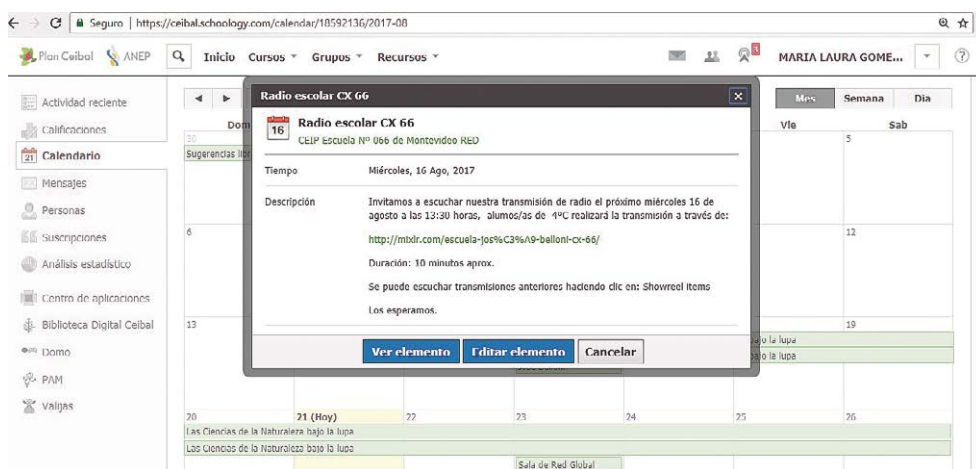 Seguro | https://ceibal.schoology.com/calendar/18592136/2017-08
Plan Ceibal ANEP Inicio Cursos Grupos Recursos 3 MARIA LAURA GOME...
Actividad reciente
Calificaciones
21 Calendario
Mensajes
Personas
Suscripciones
Análisis estadístico
Centro de aplicaciones
Biblioteca Digital Ceibal
Domo
PAM
Valijas
Mes Semana Dia
Dom Vie Sab
30 5
Sugerencias
6 12
13 19
bajo la lupa
bajo la lupa
20 21 (Hoy) 22 23 24 25 26
Las Ciencias de la Naturaleza bajo la lupa
Las Ciencias de la Naturaleza bajo la lupa
Sala de Red Global
Radio escolar CX 66
16 Radio escolar CX 66
CEIP Escuela Nº 066 de Montevideo RED
Tiempo Miércoles, 16 Ago, 2017
Descripción Invitamos a escuchar nuestra transmisión de radio el próximo miércoles 16 de
agosto a las 13:30 horas, alumos/as de 4ºC realizará la transmisión a través de:
http://mixlr.com/escuela-jos%C3%A9-belloni-cx-66/
Duración: 10 minutos aprox.
Se puede escuchar transmisiones anteriores haciendo clic en: Showreel items
Los esperamos.
Ver elemento Editar elemento Cancelar